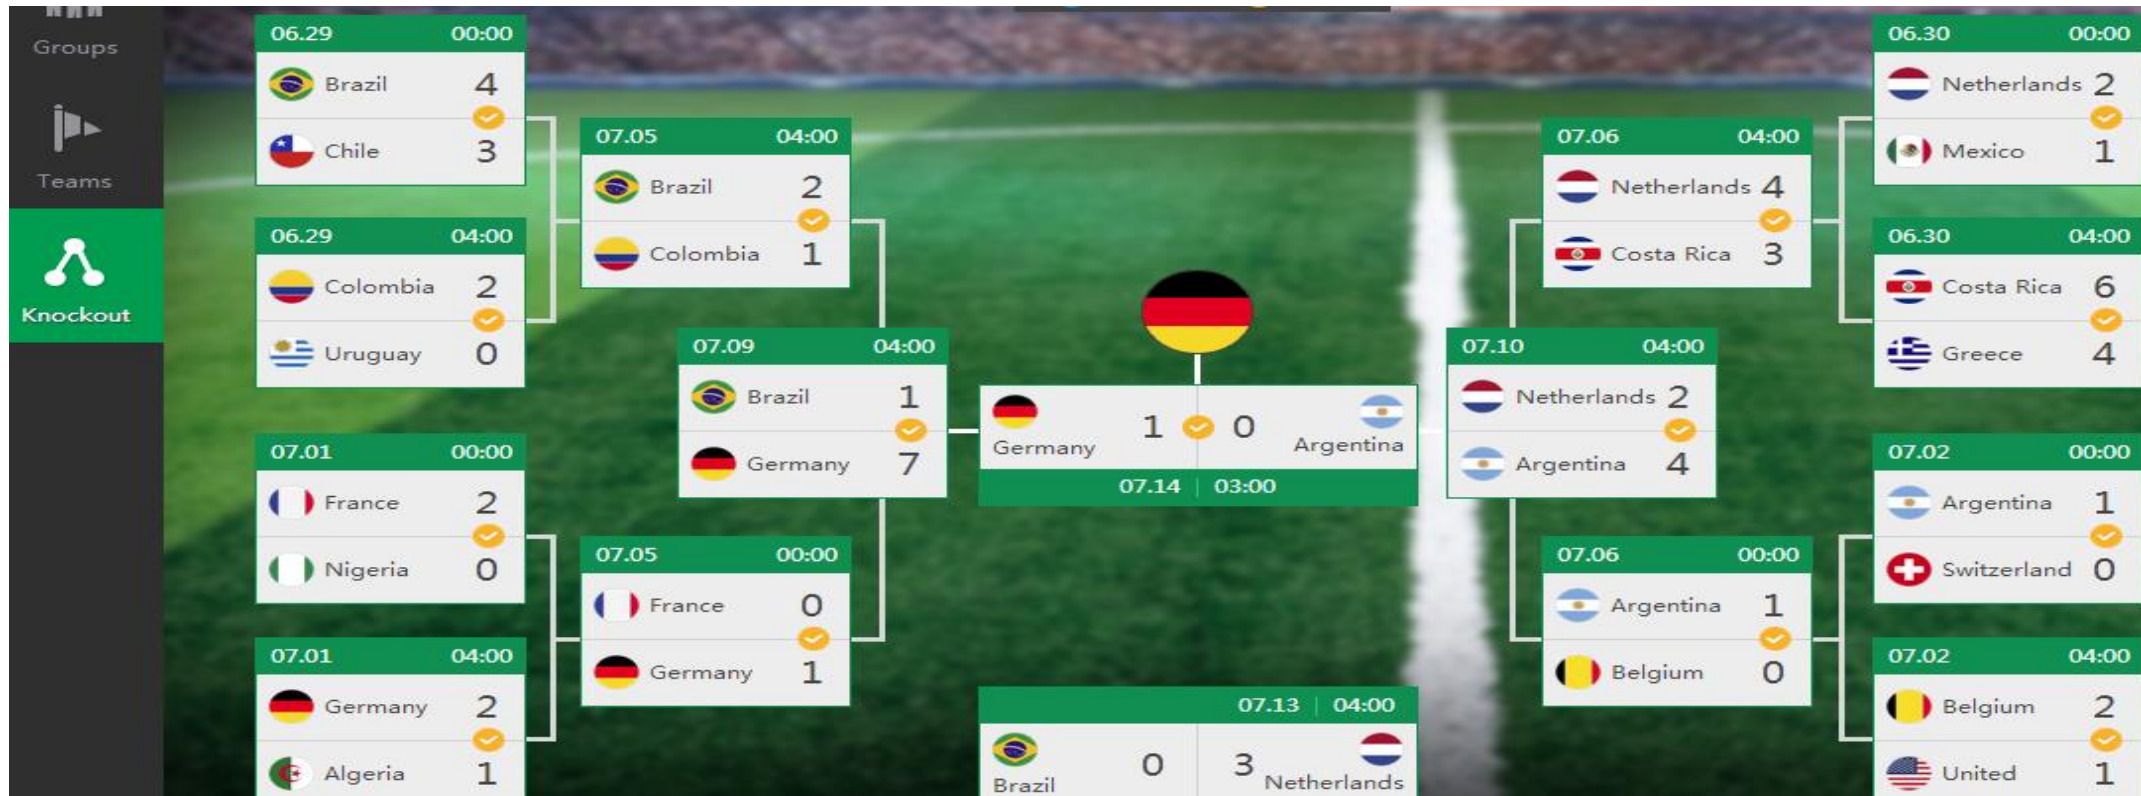 Groups
Teams
Knockout
06.29 00:00
Brazil 4
Chile 3
06.29 04:00
Colombia 2
Uruguay 0
07.01 00:00
France 2
Nigeria 0
07.01 04:00
Germany 2
Algeria 1
07.05 04:00
Brazil 2
Colombia 1
07.05 00:00
France 0
Germany 1
07.09 04:00
Brazil 1
Germany 7
1 0
Germany Argentina
07.14 | 03:00
07.13 | 04:00
0 3
Brazil Netherlands
07.10 04:00
Netherlands 2
Argentina 4
07.06 04:00
Netherlands 4
Costa Rica 3
07.06 00:00
Argentina 1
Belgium 0
06.30 00:00
Netherlands 2
Mexico 1
06.30 04:00
Costa Rica 6
Greece 4
07.02 00:00
Argentina 1
Switzerland 0
07.02 04:00
Belgium 2
United 1